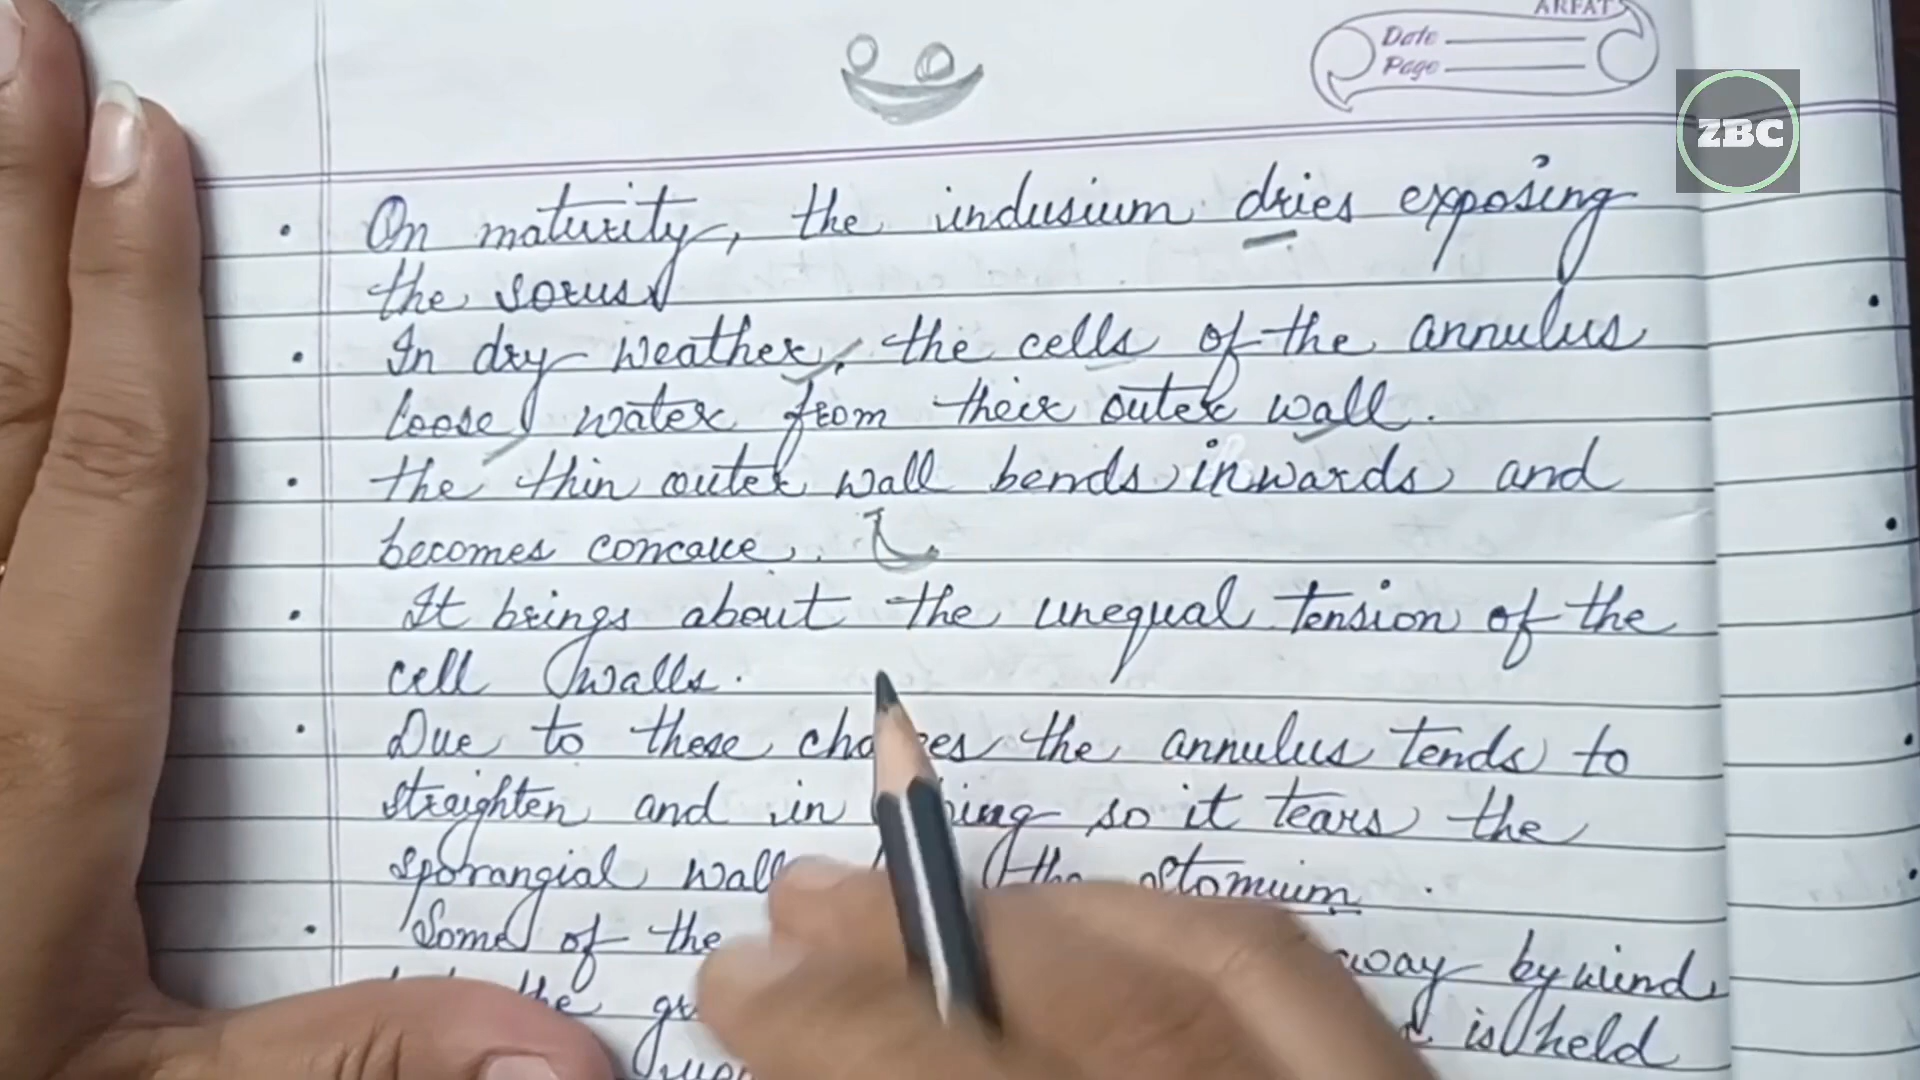 ARFAT
Date
Page
ZBC
• On maturity, the indusium dries exposing
the sorus
• In dry weather, the cells of the annulus
loose water from their outer wall.
• the thin outer wall bends inwards and
becomes concave.
• It brings about the unequal tension of the
cell walls.
• Due to these the annulus tends to
straighten and in so it tears the
sporangial wall the stomium.
• Some of the away by wind
the
is held